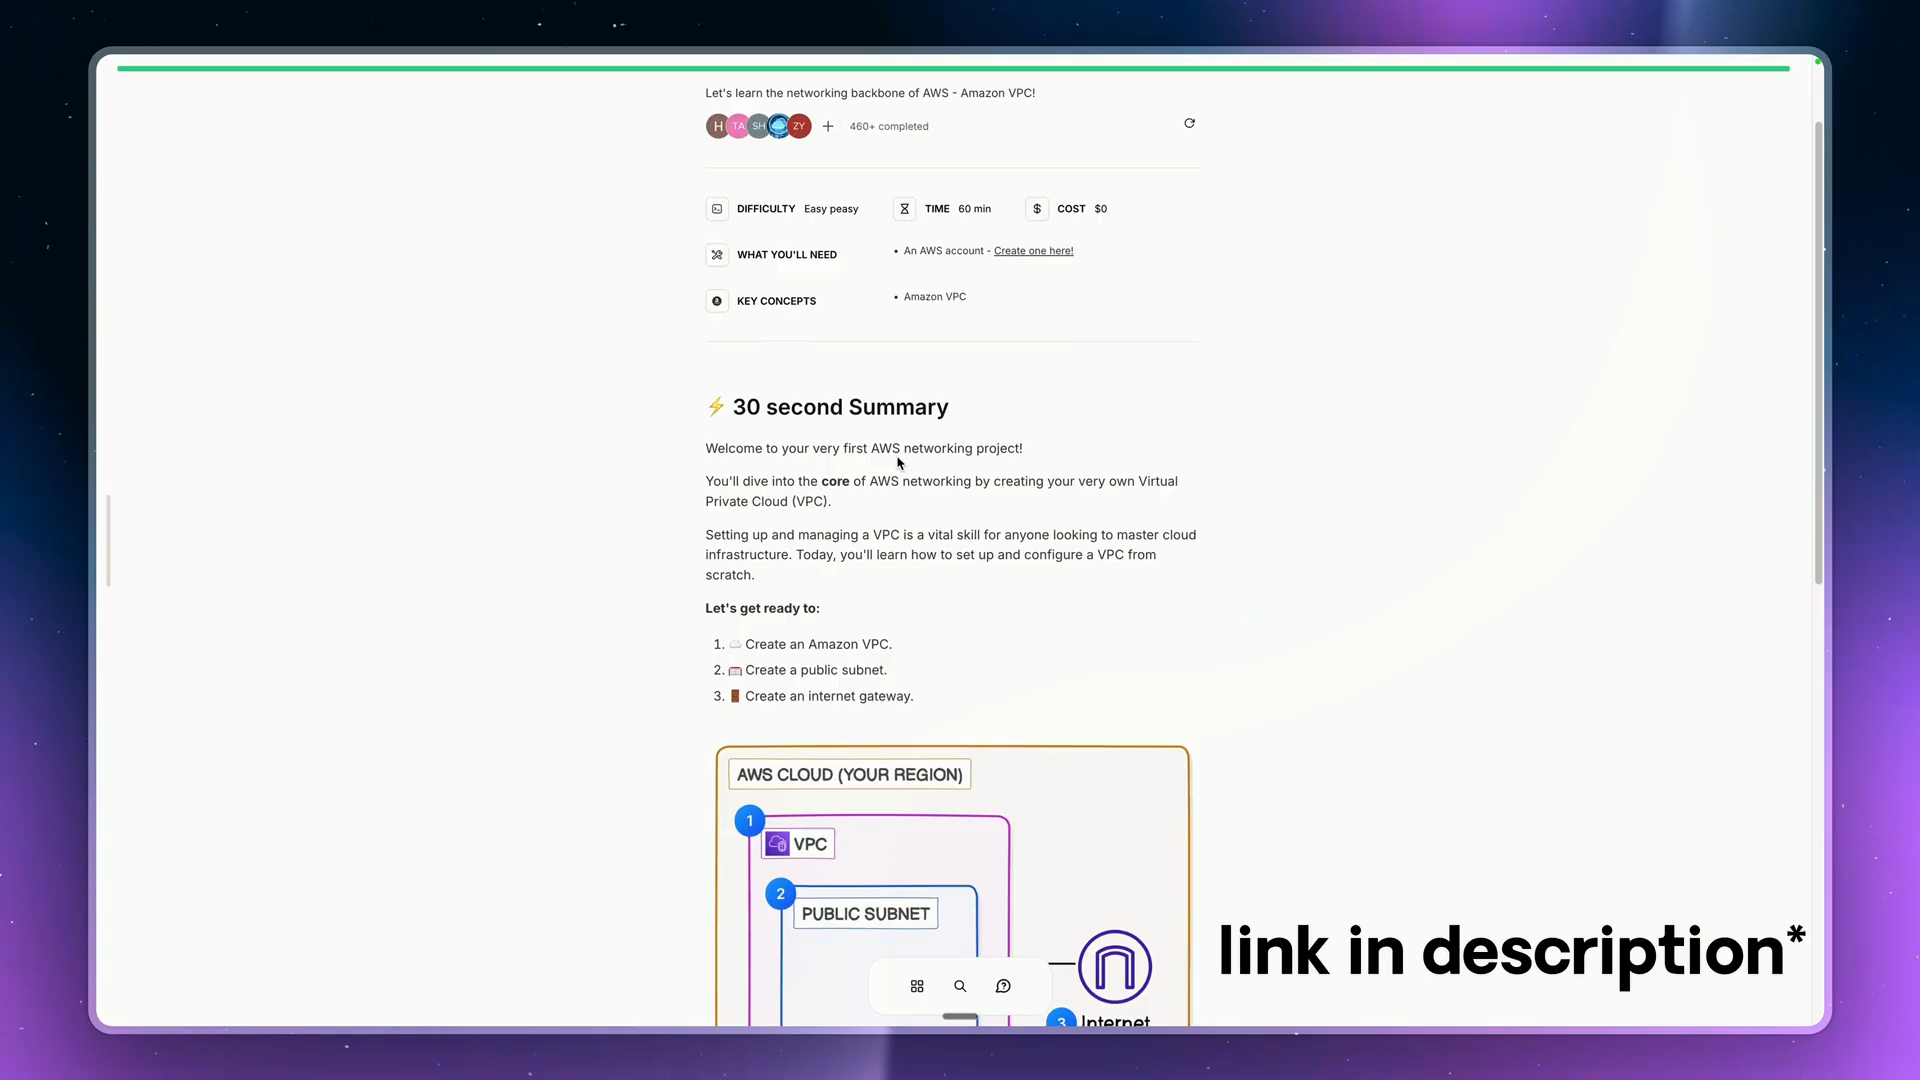 Let's learn the networking backbone of AWS - Amazon VPC!
H TA SH ZY + 460+ completed
DIFFICULTY Easy peasy TIME 60 min $ COST $0
WHAT YOU'LL NEED • An AWS account - Create one here!
KEY CONCEPTS • Amazon VPC
⚡ 30 second Summary
Welcome to your very first AWS networking project!
You'll dive into the core of AWS networking by creating your very own Virtual
Private Cloud (VPC).
Setting up and managing a VPC is a vital skill for anyone looking to master cloud
infrastructure. Today, you'll learn how to set up and configure a VPC from
scratch.
Let's get ready to:
1. Create an Amazon VPC.
2. Create a public subnet.
3. Create an internet gateway.
AWS CLOUD (YOUR REGION)
1
VPC
2
PUBLIC SUBNET
3 Internet
link in description*